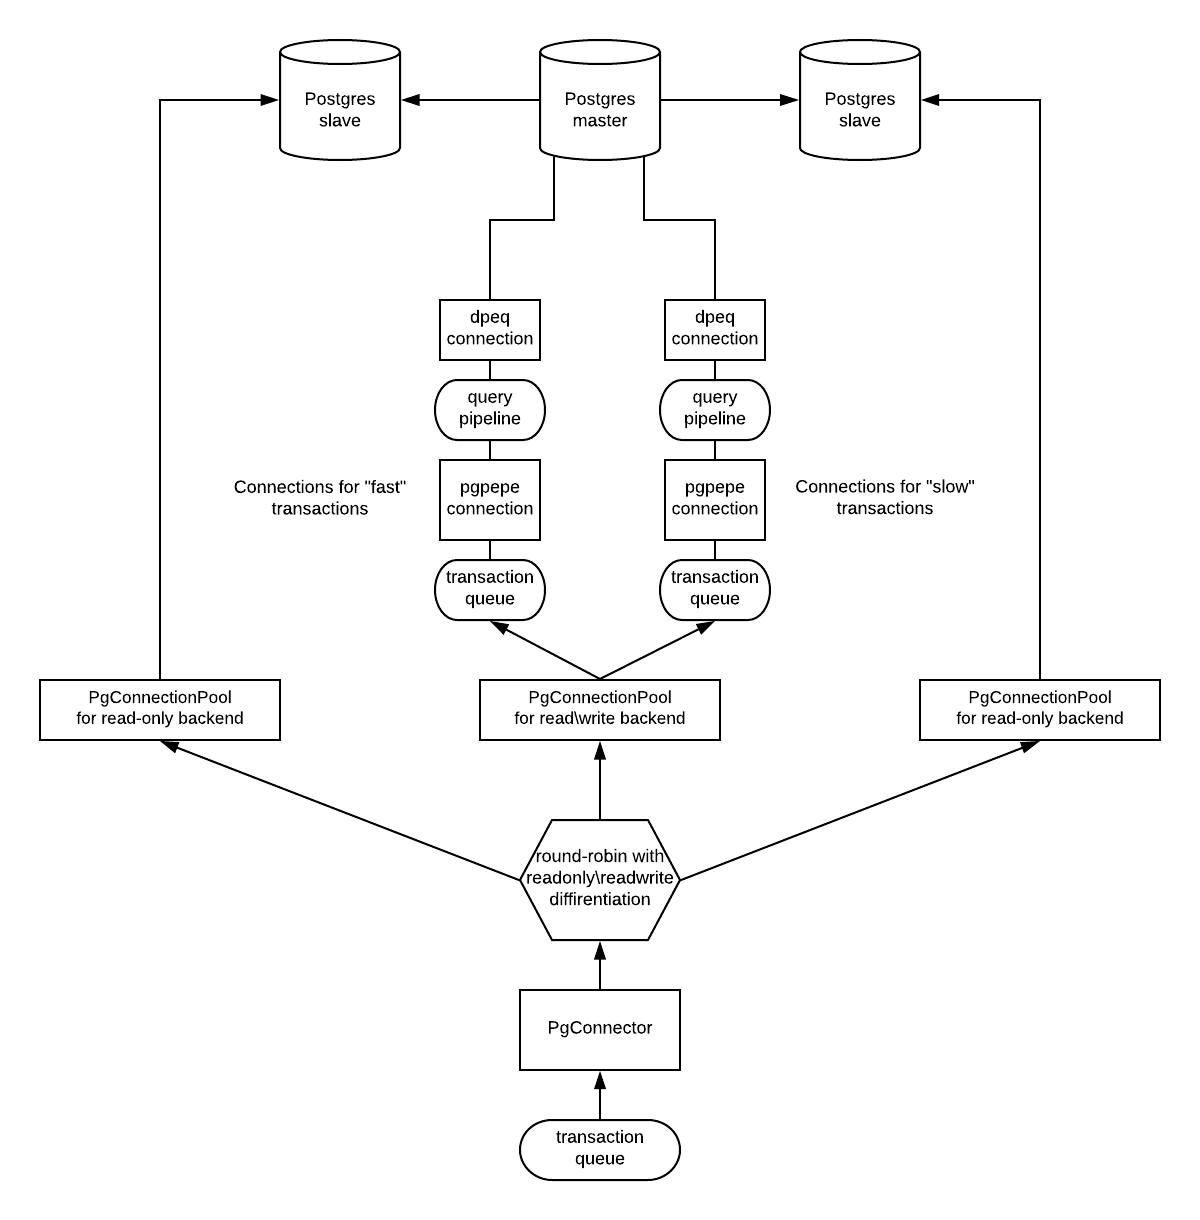 Postgres
slave
Postgres
master
Postgres
slave
dpeq
connection
dpeq
connection
query
pipeline
query
pipeline
Connections for "fast"
transactions
pgpepe
connection
pgpepe
connection
Connections for "slow"
transactions
transaction
queue
transaction
queue
PgConnectionPool
for read-only backend
PgConnectionPool
for read\write backend
PgConnectionPool
for read-only backend
round-robin with
readonly\readwrite
diffirentiation
PgConnector
transaction
queue